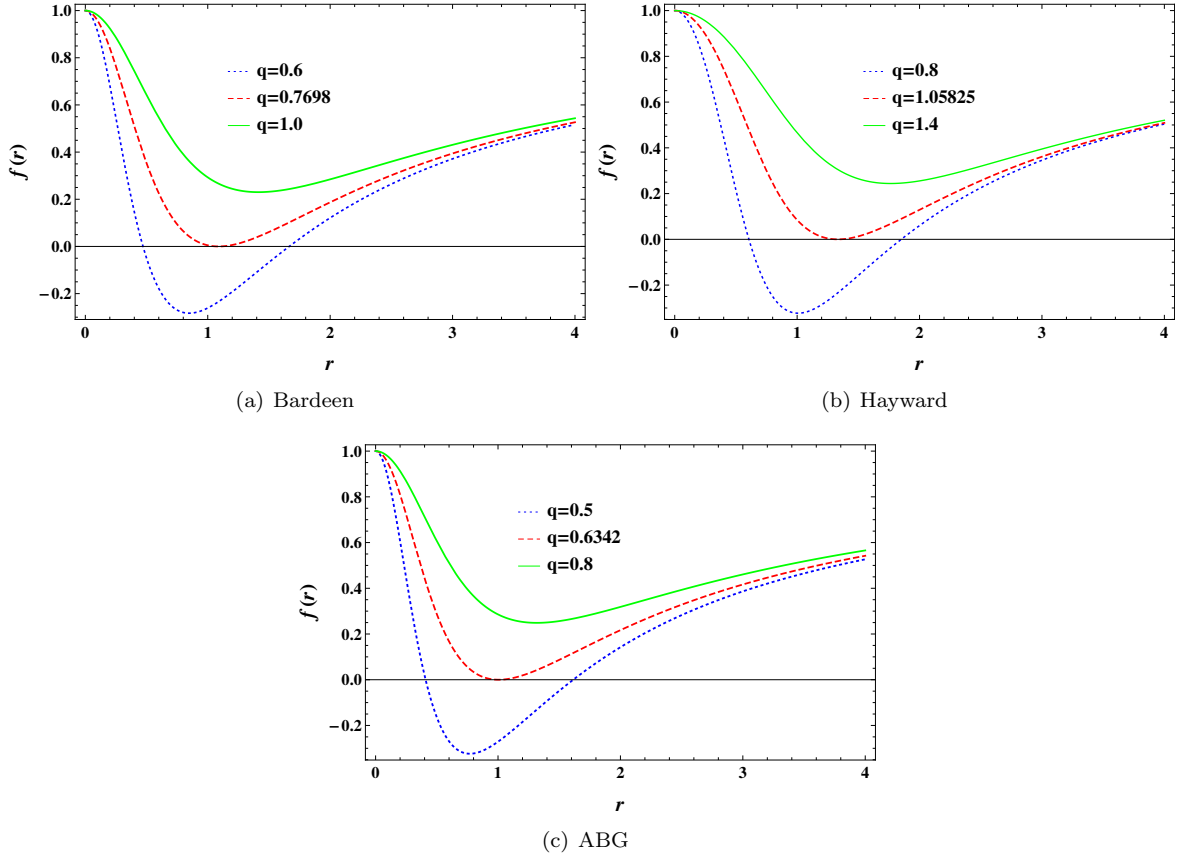 1.0
0.8
0.6
0.4
0.2
0.0
−0.2
f(r)
q=0.6
q=0.7698
q=1.0
0 1 2 3 4
r
(a) Bardeen
1.0
0.8
0.6
0.4
0.2
0.0
−0.2
f(r)
q=0.8
q=1.05825
q=1.4
0 1 2 3 4
r
(b) Hayward
1.0
0.8
0.6
0.4
0.2
0.0
−0.2
f(r)
q=0.5
q=0.6342
q=0.8
0 1 2 3 4
r
(c) ABG